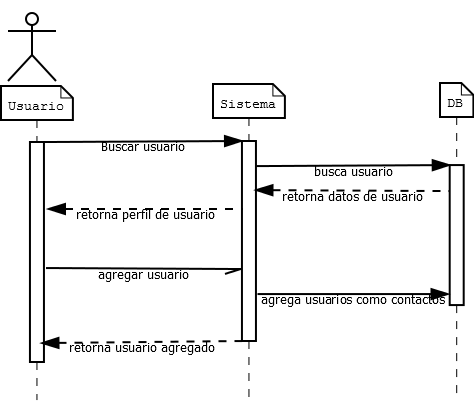 Usuario
Sistema
DB
Buscar usuario
busca usuario
retorna datos de usuario
retorna perfil de usuario
agregar usuario
agrega usuarios como contactos
retorna usuario agregado